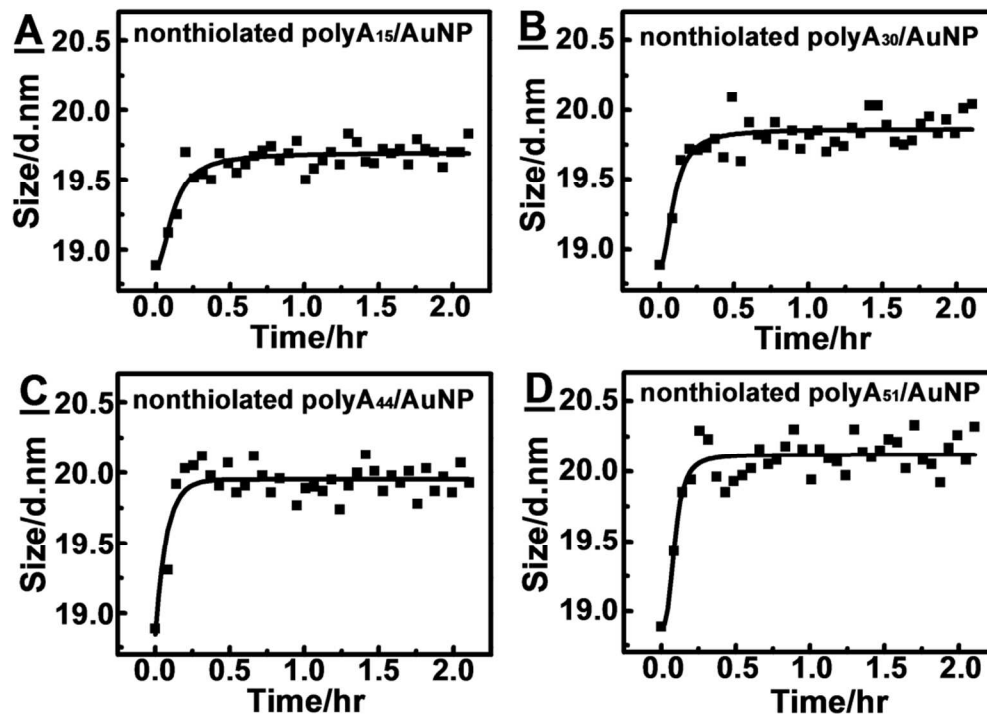 A nonthiolated polyA₁₅/AuNP
20.5
20.0
19.5
19.0
Size/d.nm
0.0 0.5 1.0 1.5 2.0
Time/hr
B nonthiolated polyA₃₀/AuNP
20.5
20.0
19.5
19.0
Size/d.nm
0.0 0.5 1.0 1.5 2.0
Time/hr
C nonthiolated polyA₄₄/AuNP
20.5
20.0
19.5
19.0
Size/d.nm
0.0 0.5 1.0 1.5 2.0
Time/hr
D nonthiolated polyA₅₁/AuNP
20.5
20.0
19.5
19.0
Size/d.nm
0.0 0.5 1.0 1.5 2.0
Time/hr